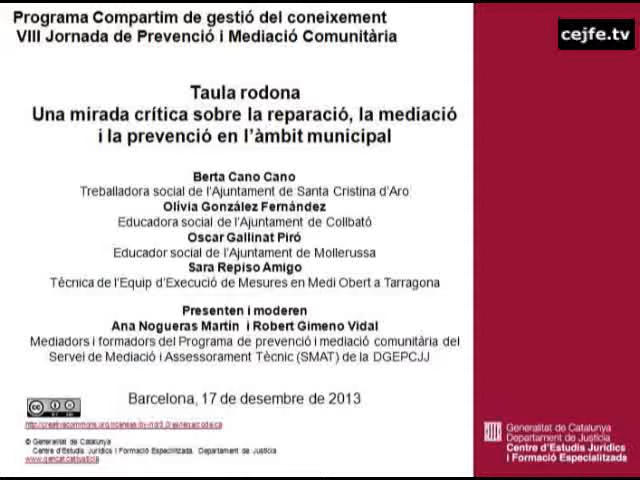 Programa Compartim de gestió del coneixement
VIII Jornada de Prevenció i Mediació Comunitària
cejfe.tv
Taula rodona
Una mirada crítica sobre la reparació, la mediació
i la prevenció en l'àmbit municipal
Berta Cano Cano
Treballadora social de l'Ajuntament de Santa Cristina d'Aro
Olívia González Fernández
Educadora social de l'Ajuntament de Collbató
Oscar Gallinat Piró
Educador social de l'Ajuntament de Mollerussa
Sara Repiso Amigo
Tècnica de l'Equip d'Execució de Mesures en Medi Obert a Tarragona
Presenten i moderen
Ana Nogueras Martin i Robert Gimeno Vidal
Mediadors i formadors del Programa de prevenció i mediació comunitària del
Servei de Mediació i Assessorament Tècnic (SMAT) de la DGEPCJJ
Barcelona, 17 de desembre de 2013
© Generalitat de Catalunya
Centre d'Estudis Jurídics i Formació Especialitzada. Departament de Justícia
www.gencat.cat/justicia
Generalitat de Catalunya
Departament de Justícia
Centre d'Estudis Jurídics
i Formació Especialitzada